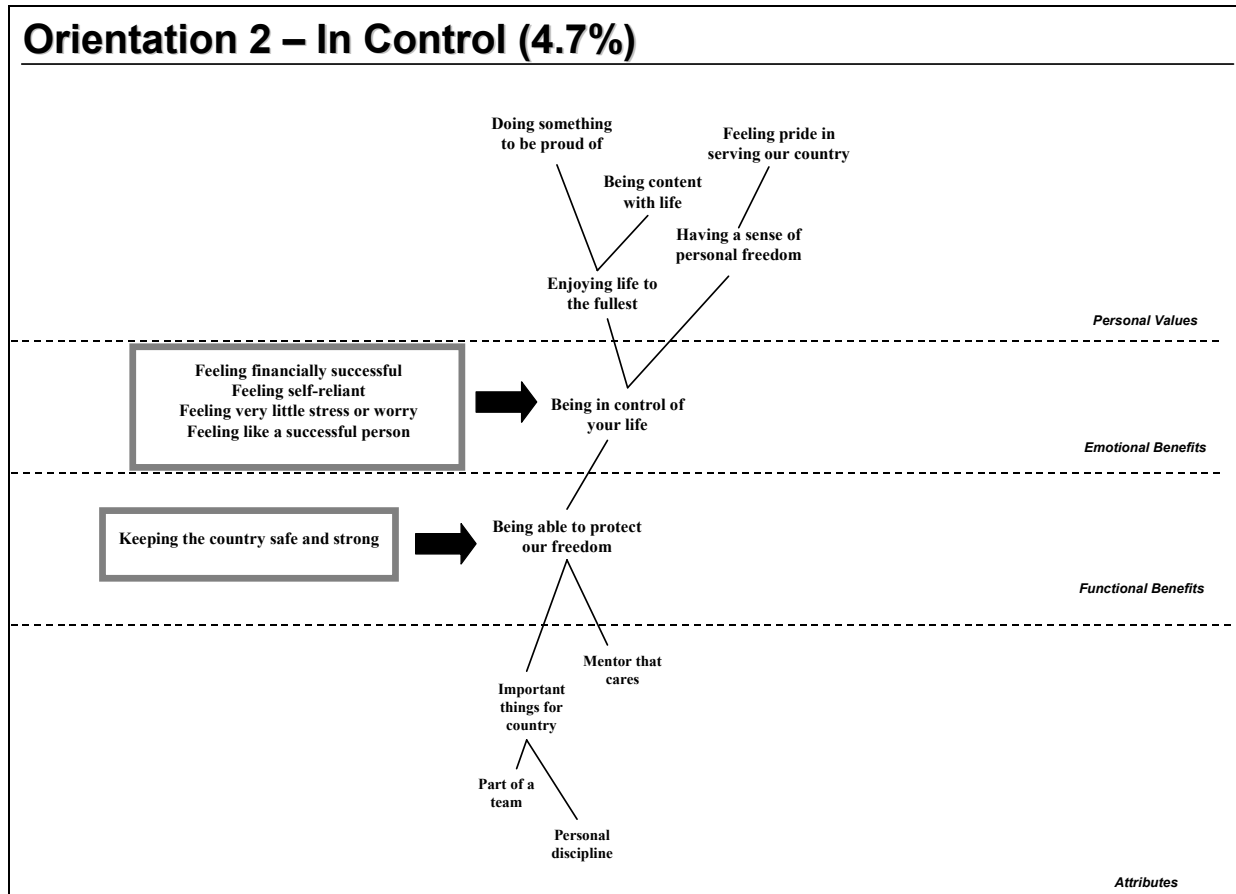 Orientation 2 – In Control (4.7%)
Doing something
to be proud of
Feeling pride in
serving our country
Being content
with life
Having a sense of
personal freedom
Enjoying life to
the fullest
Personal Values
Feeling financially successful
Feeling self-reliant
Feeling very little stress or worry
Feeling like a successful person
Being in control of
your life
Emotional Benefits
Keeping the country safe and strong
Being able to protect
our freedom
Functional Benefits
Mentor that
cares
Important
things for
country
Part of a
team
Personal
discipline
Attributes